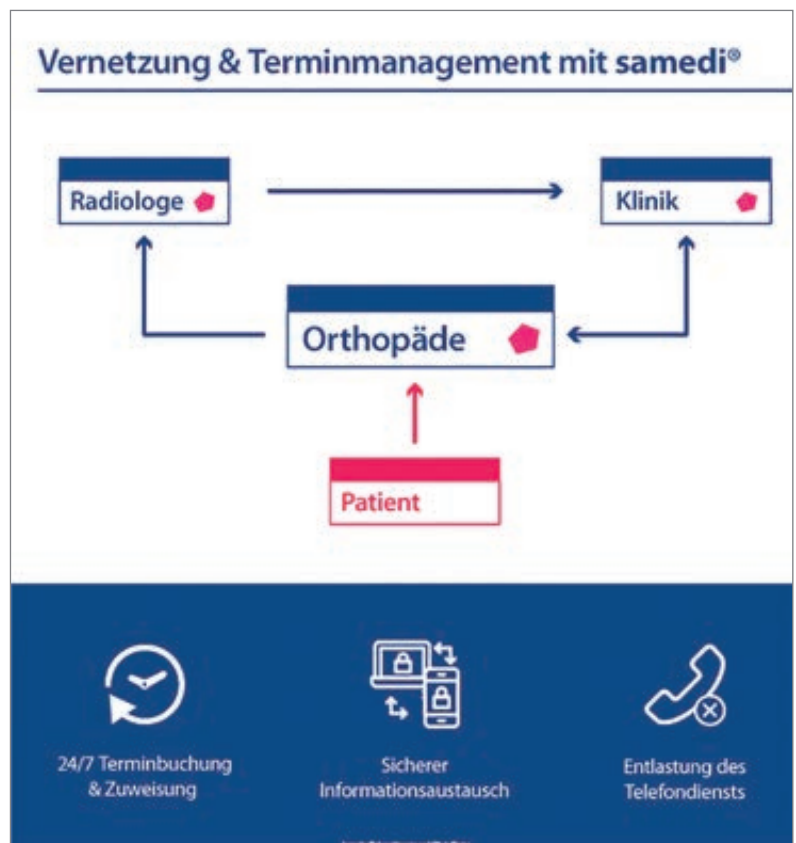 Vernetzung & Terminmanagement mit samedi®
Radiologe
Klinik
Orthopäde
Patient
24/7 Terminbuchung
& Zuweisung
Sicherer
Informationsaustausch
Entlastung des
Telefondiensts